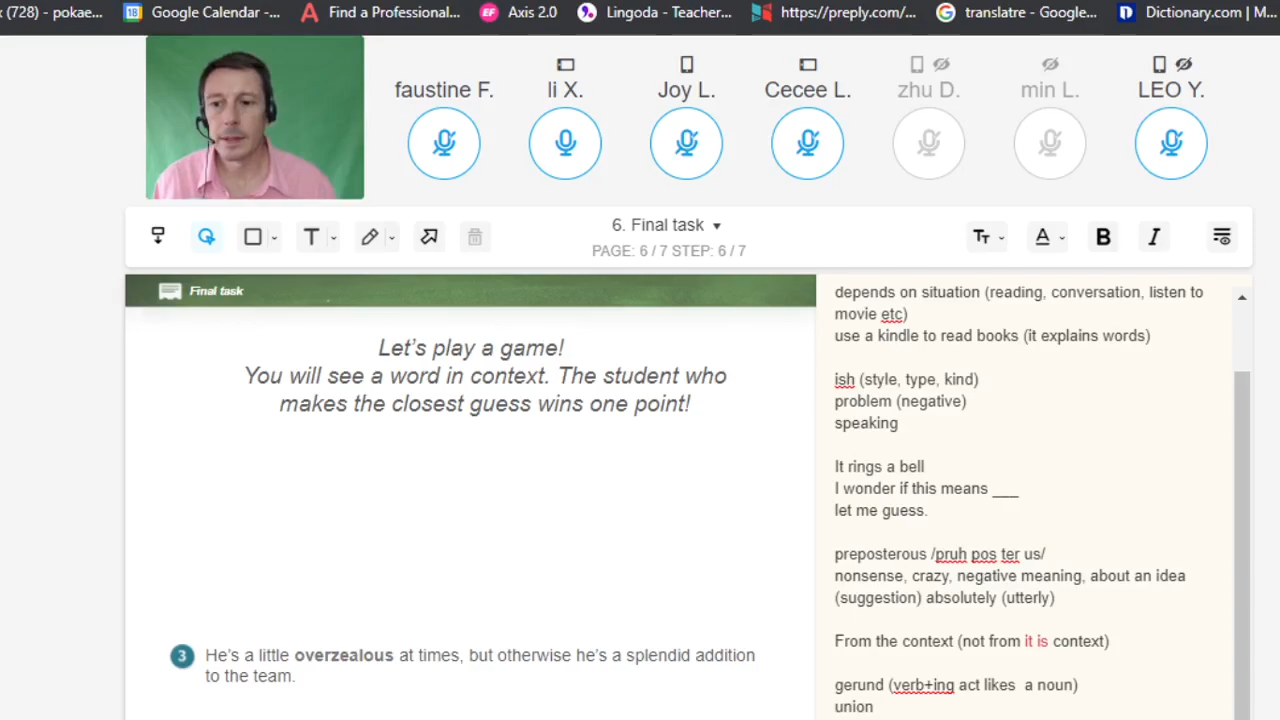 x (728) - pokae...
Google Calendar -...
Find a Professional...
EF
Axis 2.0
Lingoda - Teacher...
https://preply.com/...
translatre - Google...
Dictionary.com | M...
faustine F.
li X.
Joy L.
Cecee L.
zhu D.
min L.
LEO Y.
6. Final task
PAGE: 6 / 7 STEP: 6 / 7
T
TT
A
B
I
Final task
Let's play a game!
You will see a word in context. The student who
makes the closest guess wins one point!
3
He's a little overzealous at times, but otherwise he's a splendid addition
to the team.
depends on situation (reading, conversation, listen to
movie etc)
use a kindle to read books (it explains words)
ish (style, type, kind)
problem (negative)
speaking
It rings a bell
I wonder if this means ___
let me guess.
preposterous /pruh pos ter us/
nonsense, crazy, negative meaning, about an idea
(suggestion) absolutely (utterly)
From the context (not from it is context)
gerund (verb+ing act likes  a noun)
union